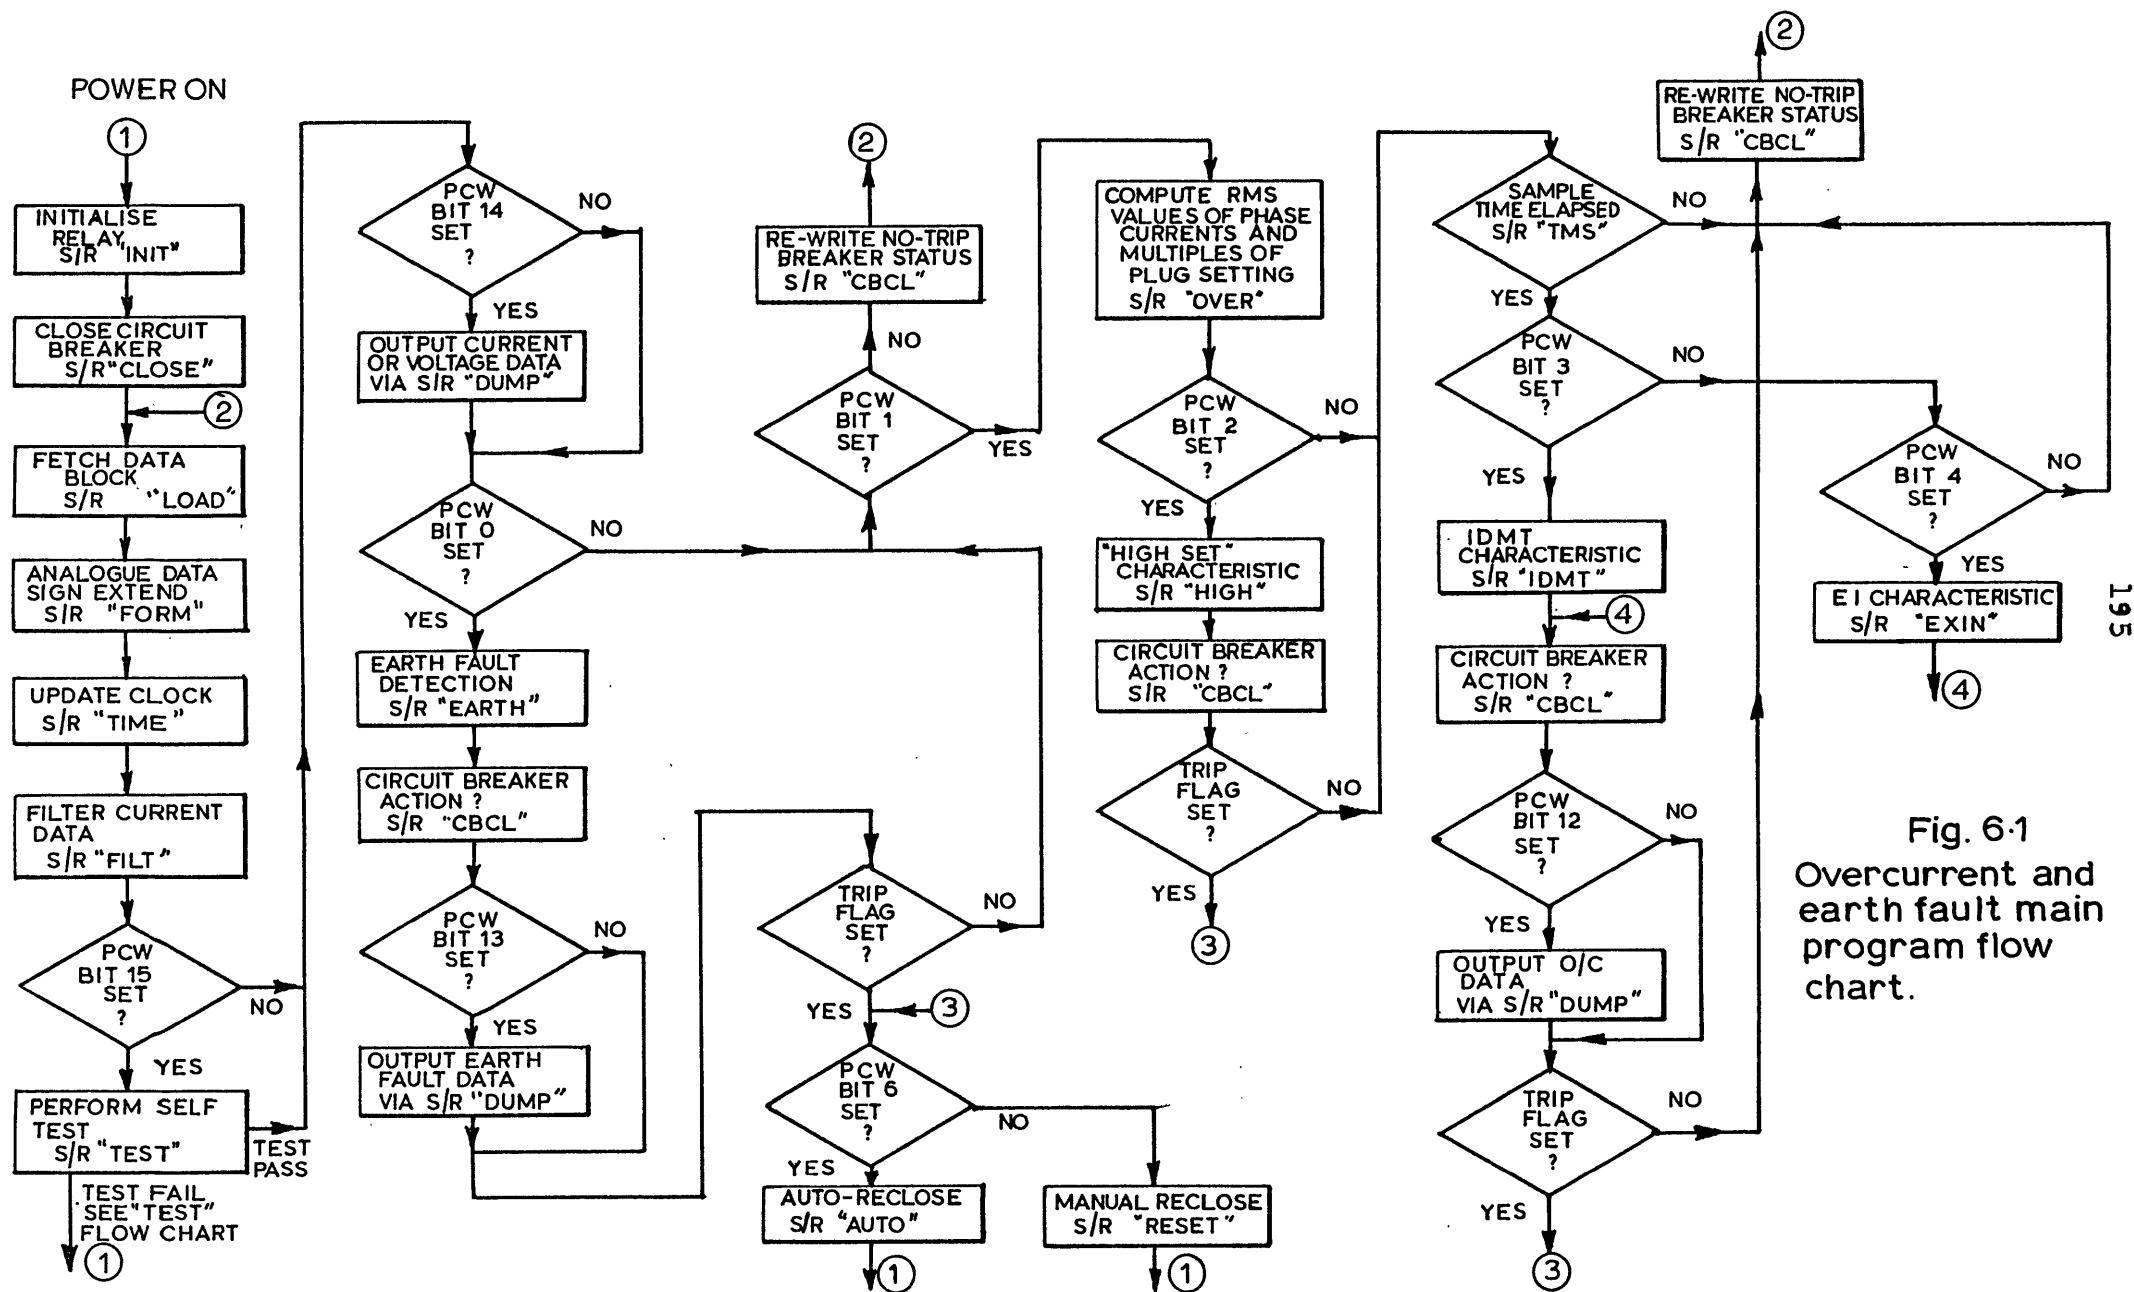 POWER ON
1
INITIALISE
RELAY
S/R "INIT"
CLOSE CIRCUIT
BREAKER
S/R "CLOSE"
2
FETCH DATA
BLOCK
S/R "LOAD"
ANALOGUE DATA
SIGN EXTEND
S/R "FORM"
UPDATE CLOCK
S/R "TIME"
FILTER CURRENT
DATA
S/R "FILT"
PCW
BIT 15
SET
?
NO
YES
PERFORM SELF
TEST
S/R "TEST"
TEST
PASS
TEST FAIL
SEE "TEST"
FLOW CHART
1
PCW
BIT 14
SET
?
NO
YES
OUTPUT CURRENT
OR VOLTAGE DATA
VIA S/R "DUMP"
PCW
BIT 0
SET
?
NO
YES
EARTH FAULT
DETECTION
S/R "EARTH"
CIRCUIT BREAKER
ACTION ?
S/R "CBCL"
PCW
BIT 13
SET
?
NO
YES
OUTPUT EARTH
FAULT DATA
VIA S/R "DUMP"
2
RE-WRITE NO-TRIP
BREAKER STATUS
S/R "CBCL"
NO
PCW
BIT 1
SET
?
YES
TRIP
FLAG
SET
?
NO
YES
3
PCW
BIT 6
SET
?
NO
YES
AUTO-RECLOSE
S/R "AUTO"
1
MANUAL RECLOSE
S/R "RESET"
1
COMPUTE RMS
VALUES OF PHASE
CURRENTS AND
MULTIPLES OF
PLUG SETTING
S/R "OVER"
PCW
BIT 2
SET
?
NO
YES
"HIGH SET"
CHARACTERISTIC
S/R "HIGH"
CIRCUIT BREAKER
ACTION ?
S/R "CBCL"
TRIP
FLAG
SET
?
NO
YES
3
SAMPLE
TIME ELAPSED
S/R "TMS"
NO
YES
PCW
BIT 3
SET
?
NO
YES
IDMT
CHARACTERISTIC
S/R "IDMT"
4
CIRCUIT BREAKER
ACTION ?
S/R "CBCL"
PCW
BIT 12
SET
?
NO
YES
OUTPUT O/C
DATA
VIA S/R "DUMP"
TRIP
FLAG
SET
?
NO
YES
3
2
RE-WRITE NO-TRIP
BREAKER STATUS
S/R "CBCL"
PCW
BIT 4
SET
?
NO
YES
EI CHARACTERISTIC
S/R "EXIN"
4
195
Fig. 6·1
Overcurrent and
earth fault main
program flow
chart.